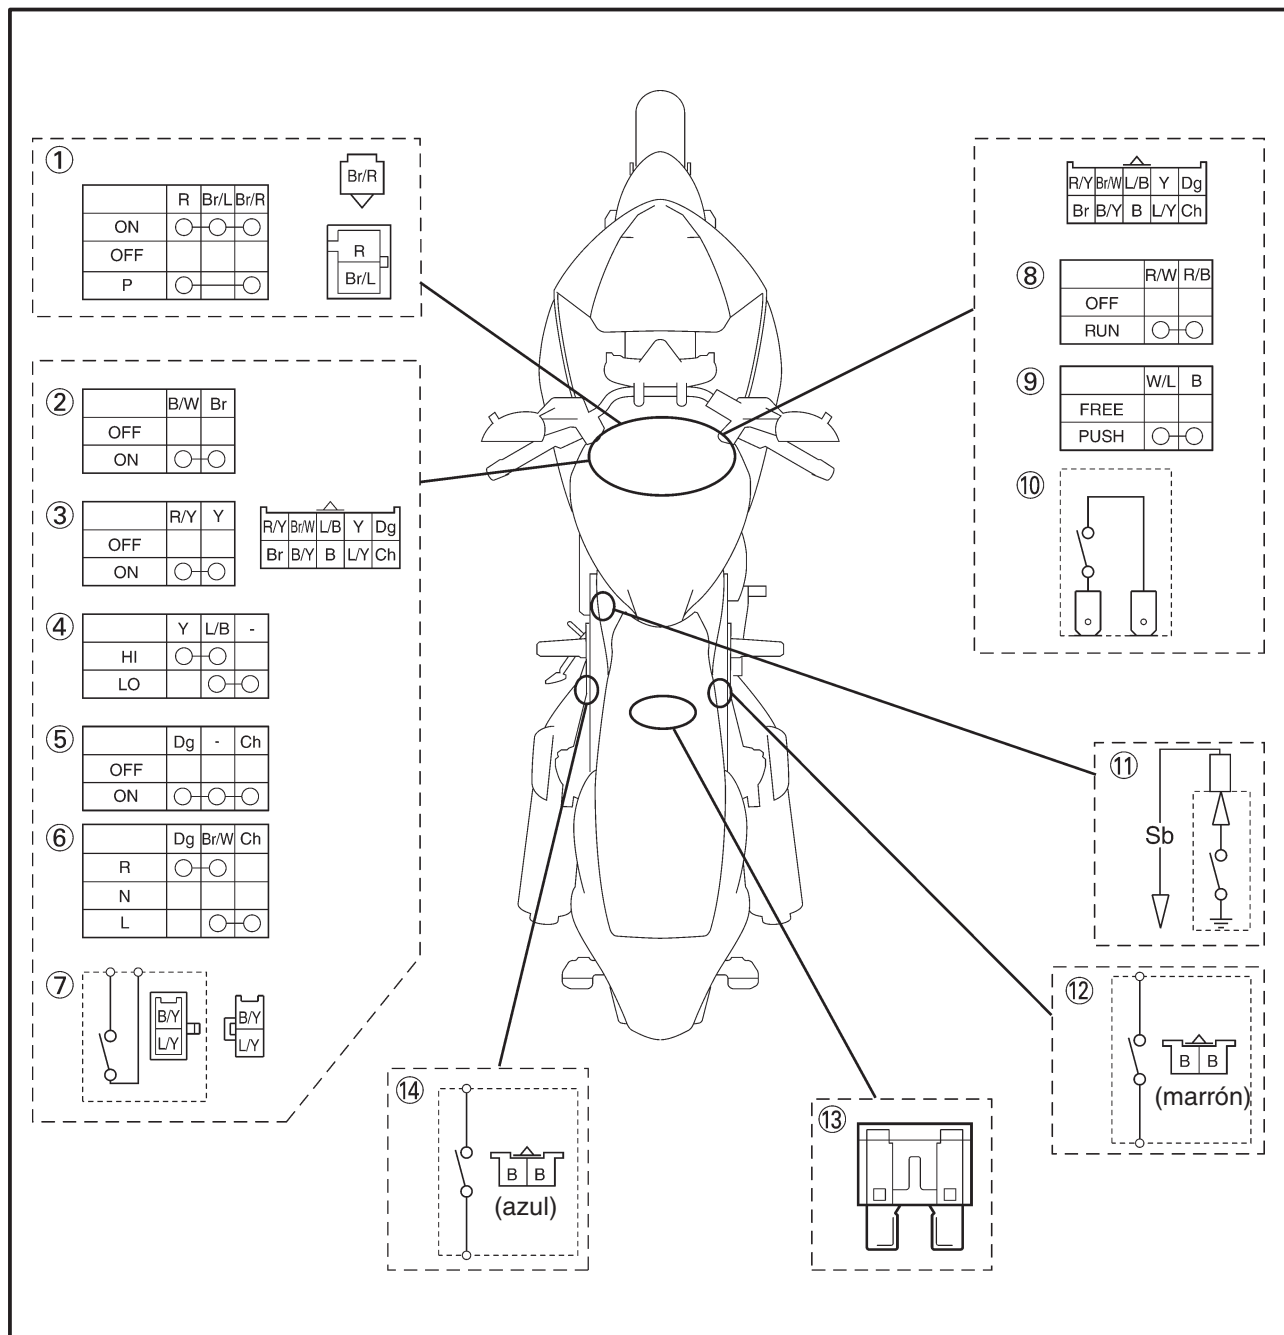 ①
R Br/L Br/R
ON
OFF
P
Br/R
R
Br/L
②
B/W Br
OFF
ON
③
R/Y Y
OFF
ON
R/Y Br/W L/B Y Dg
Br B/Y B L/Y Ch
④
Y L/B -
HI
LO
⑤
Dg - Ch
OFF
ON
⑥
Dg Br/W Ch
R
N
L
⑦
B/Y
L/Y
B/Y
L/Y
R/Y Br/W L/B Y Dg
Br B/Y B L/Y Ch
⑧
R/W R/B
OFF
RUN
⑨
W/L B
FREE
PUSH
⑩
⑪
Sb
⑫
B B
(marrón)
⑬
⑭
B B
(azul)